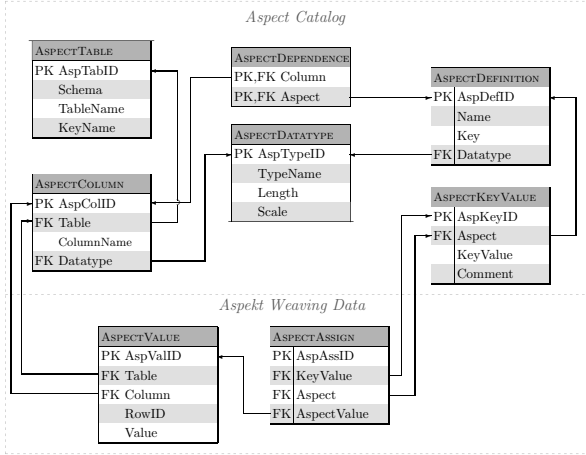 Aspect Catalog
AspectTable
PK AspTabID
Schema
TableName
KeyName
AspectDependence
PK,FK Column
PK,FK Aspect
AspectDefinition
PK AspDefID
Name
Key
FK Datatype
AspectDatatype
PK AspTypeID
TypeName
Length
Scale
AspectColumn
PK AspColID
FK Table
ColumnName
FK Datatype
AspectKeyValue
PK AspKeyID
FK Aspect
KeyValue
Comment
Aspekt Weaving Data
AspectValue
PK AspValID
FK Table
FK Column
RowID
Value
AspectAssign
PK AspAssID
FK KeyValue
FK Aspect
FK AspectValue